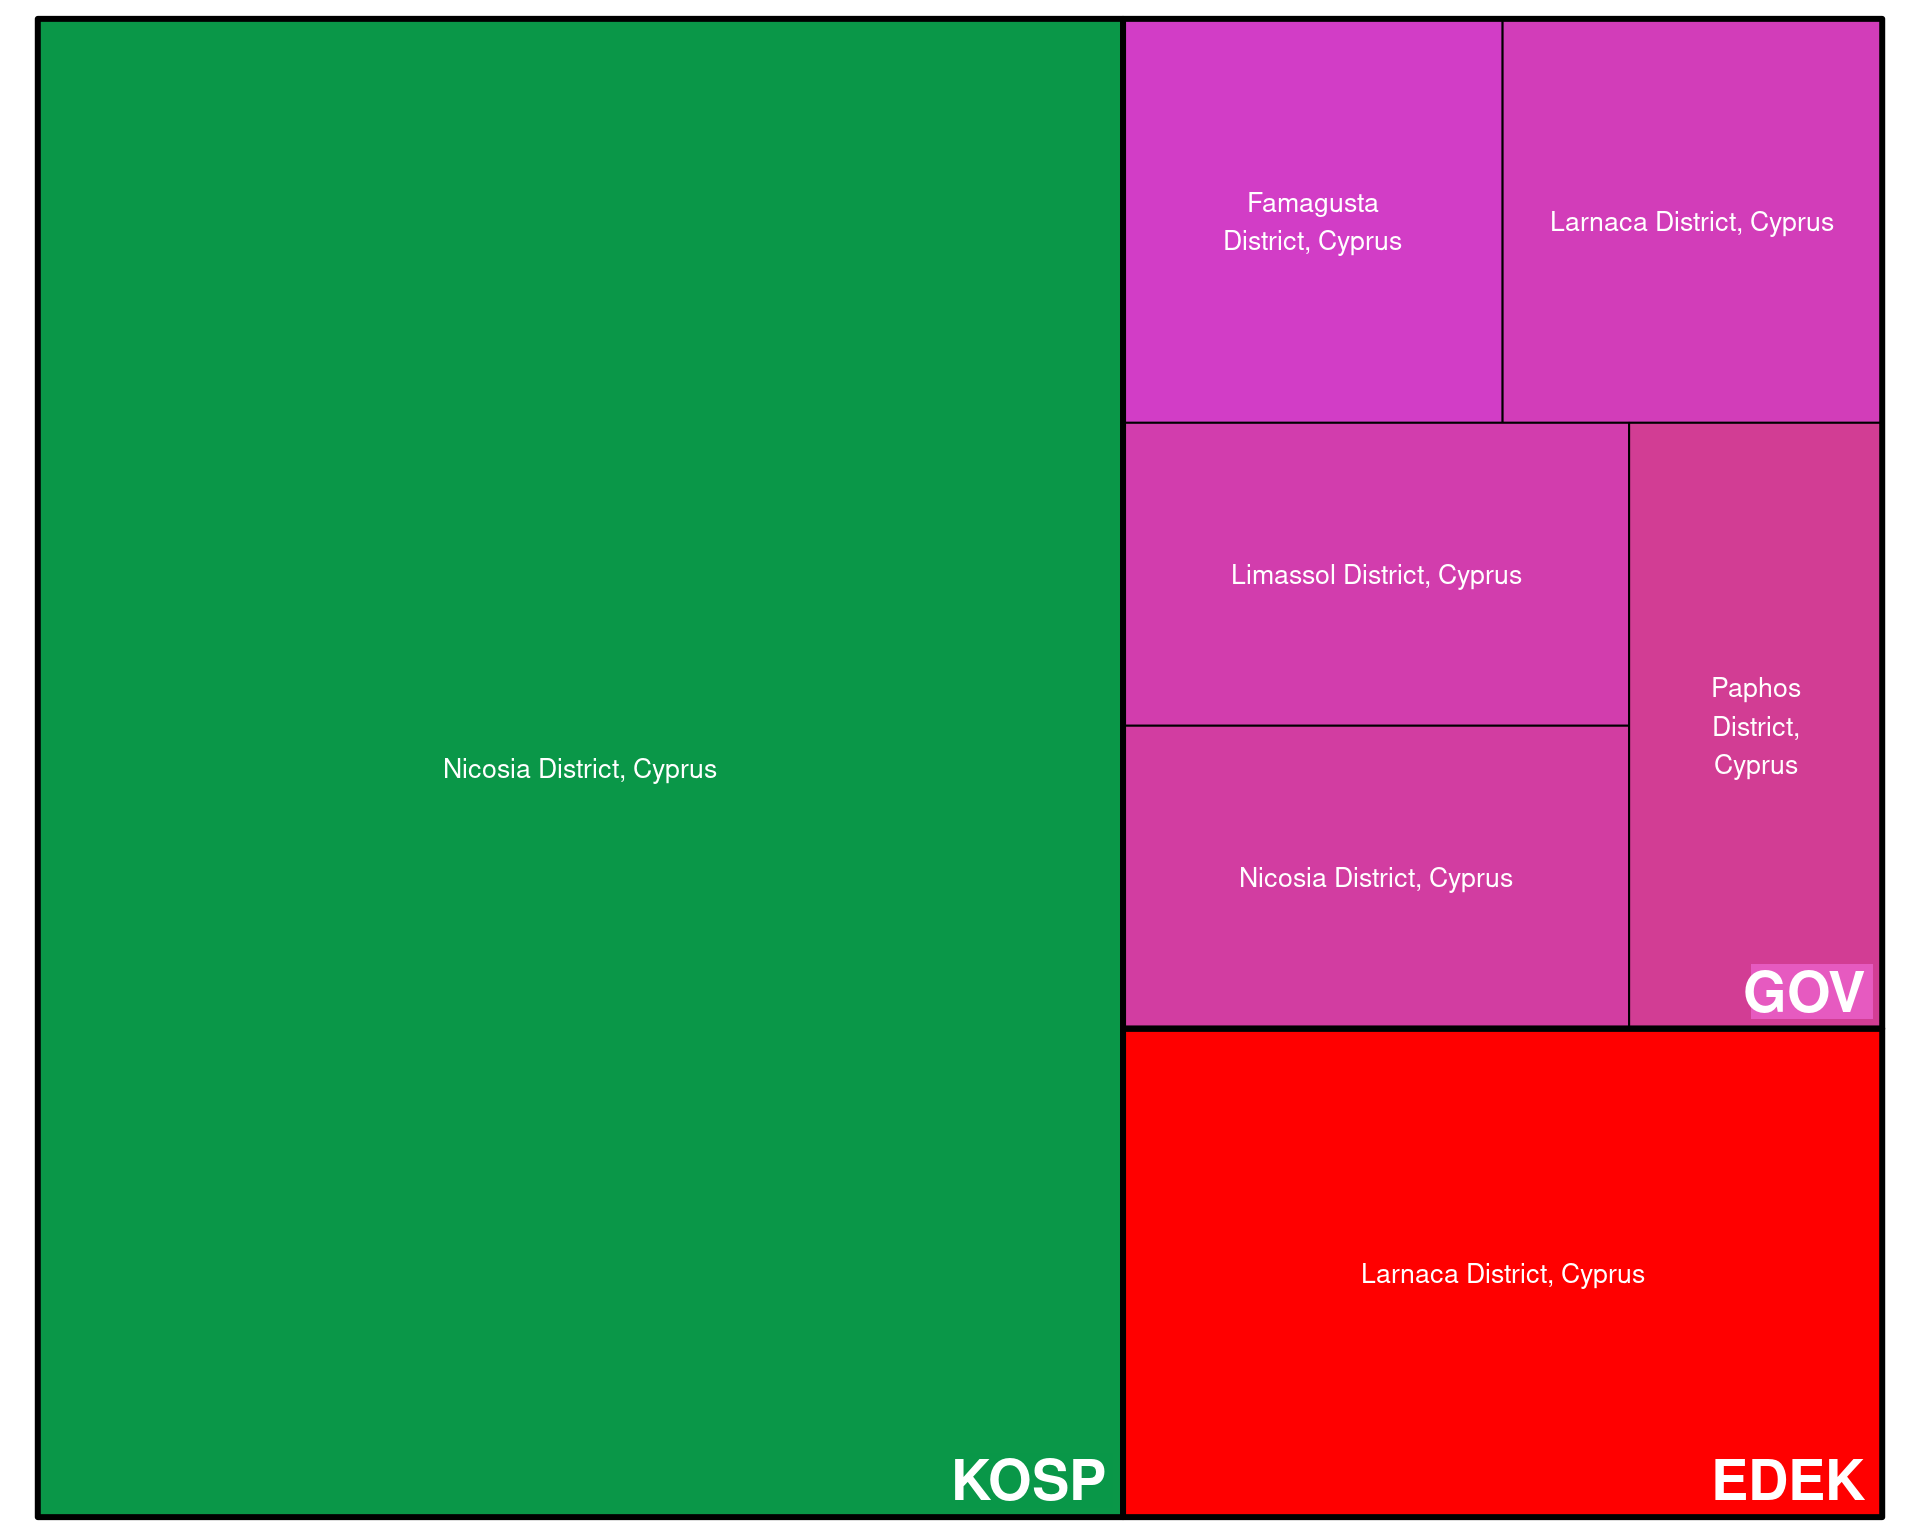 Nicosia District, Cyprus
KOSP
Famagusta
District, Cyprus
Larnaca District, Cyprus
Limassol District, Cyprus
Nicosia District, Cyprus
Paphos
District,
Cyprus
GOV
Larnaca District, Cyprus
EDEK